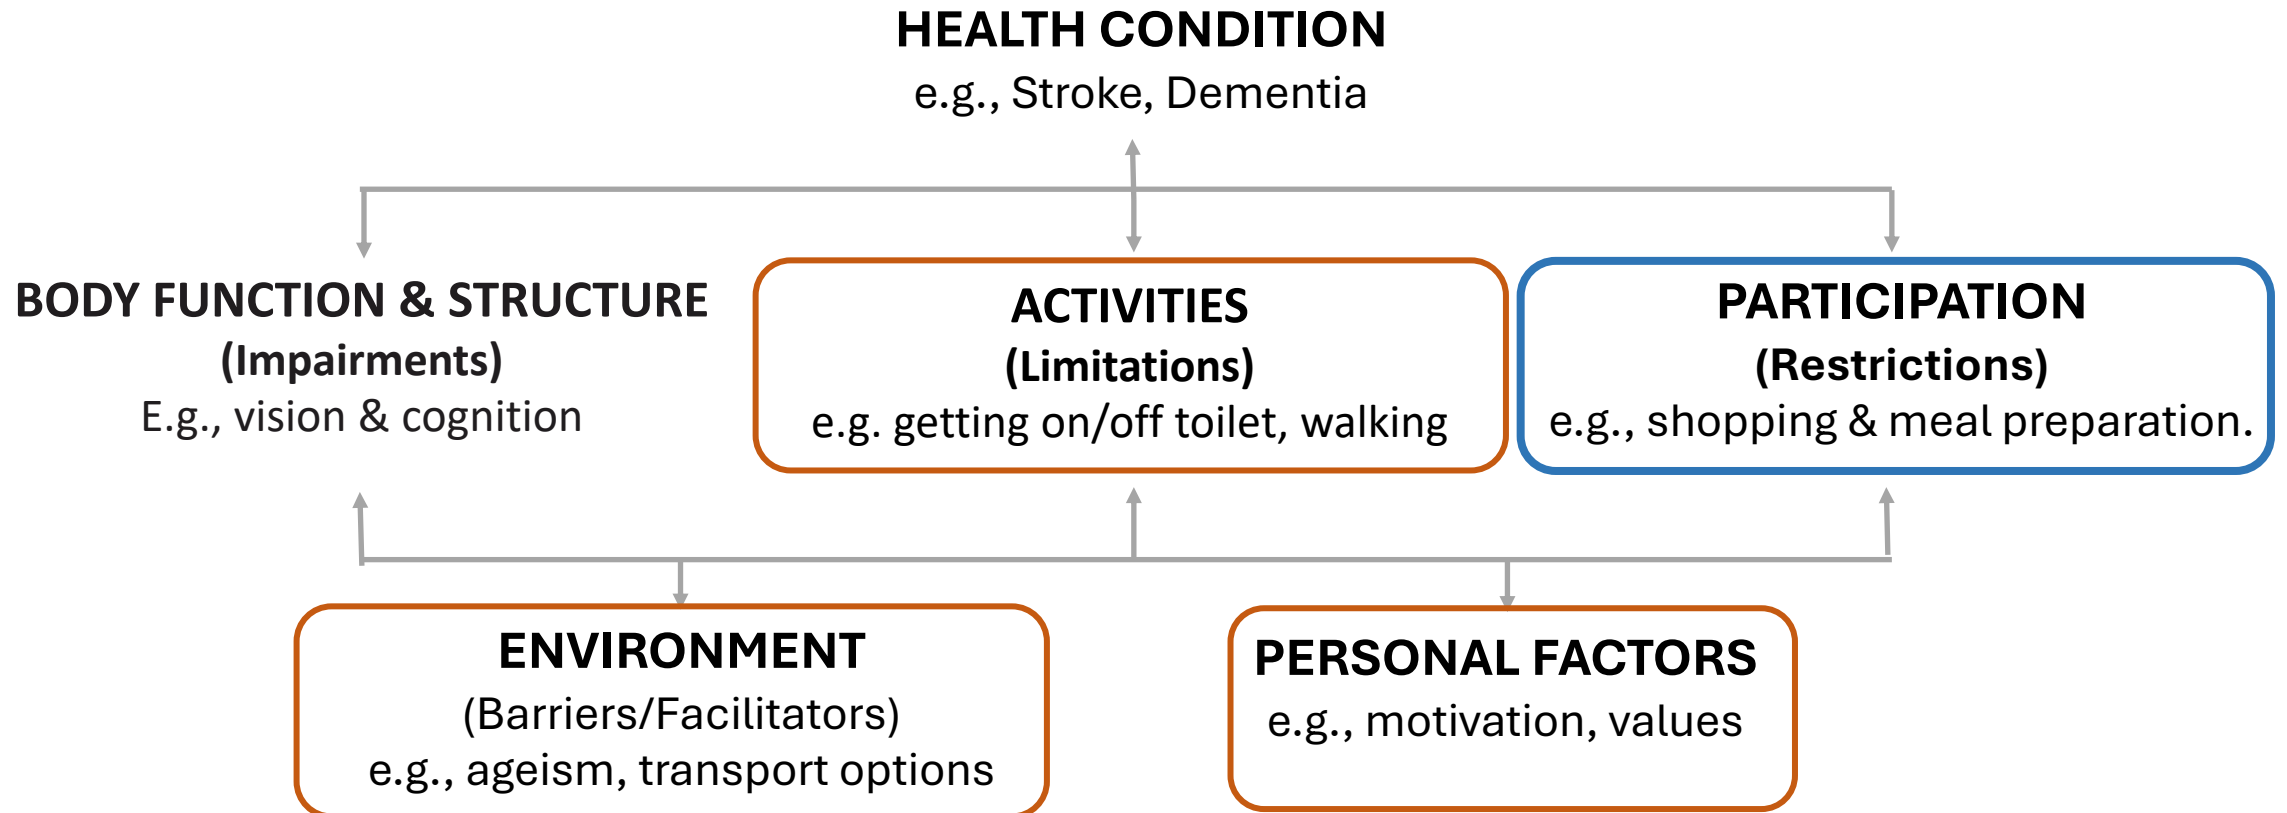 HEALTH CONDITION
e.g., Stroke, Dementia
BODY FUNCTION & STRUCTURE
(Impairments)
E.g., vision & cognition
ACTIVITIES
(Limitations)
e.g. getting on/off toilet, walking
PARTICIPATION
(Restrictions)
e.g., shopping & meal preparation.
ENVIRONMENT
(Barriers/Facilitators)
e.g., ageism, transport options
PERSONAL FACTORS
e.g., motivation, values